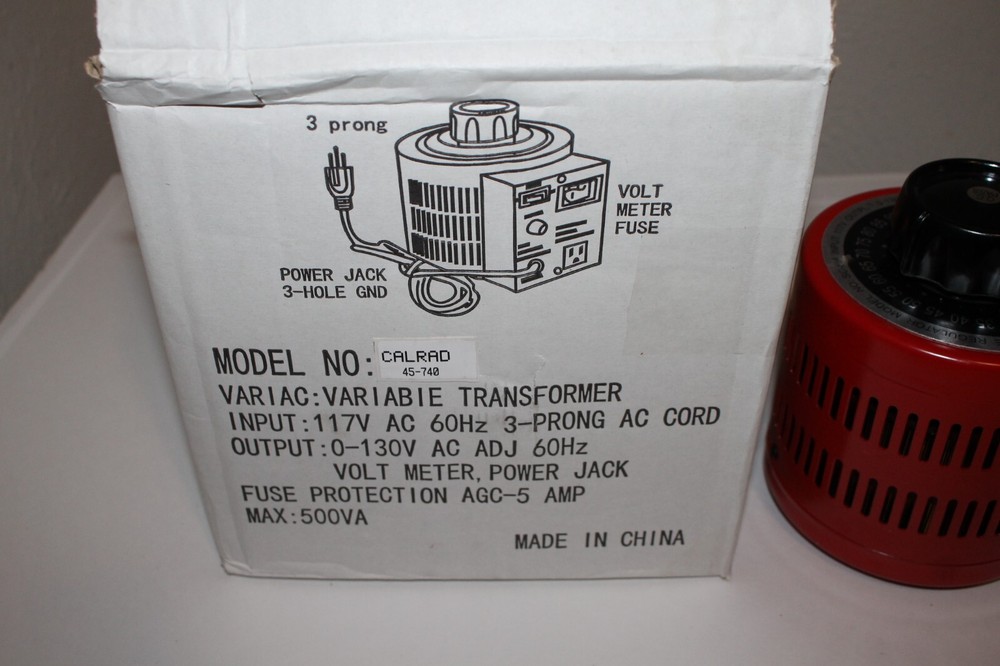 3 prong
VOLT
METER
FUSE
POWER JACK
3-HOLE GND
MODEL NO: CALRAD
45-740
VARIAC:VARIABIE TRANSFORMER
INPUT:117V AC 60Hz 3-PRONG AC CORD
OUTPUT:0-130V AC ADJ 60Hz
VOLT METER,POWER JACK
FUSE PROTECTION AGC-5 AMP
MAX:500VA
MADE IN CHINA